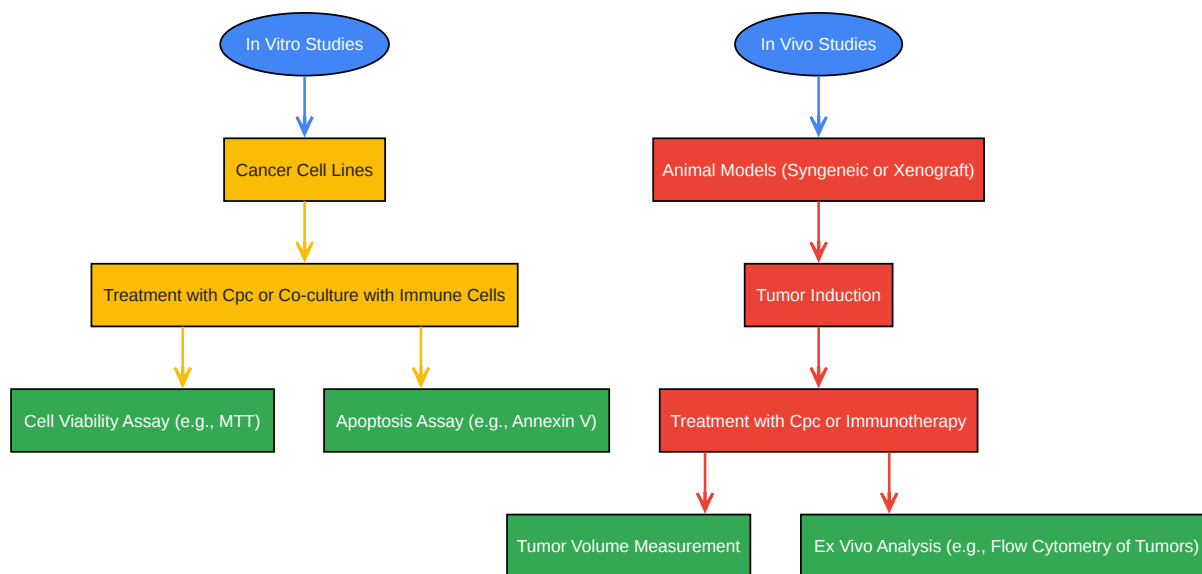 In Vitro Studies
In Vivo Studies
Cancer Cell Lines
Animal Models (Syngeneic or Xenograft)
Treatment with Cpc or Co-culture with Immune Cells
Tumor Induction
Cell Viability Assay (e.g., MTT)
Apoptosis Assay (e.g., Annexin V)
Treatment with Cpc or Immunotherapy
Tumor Volume Measurement
Ex Vivo Analysis (e.g., Flow Cytometry of Tumors)